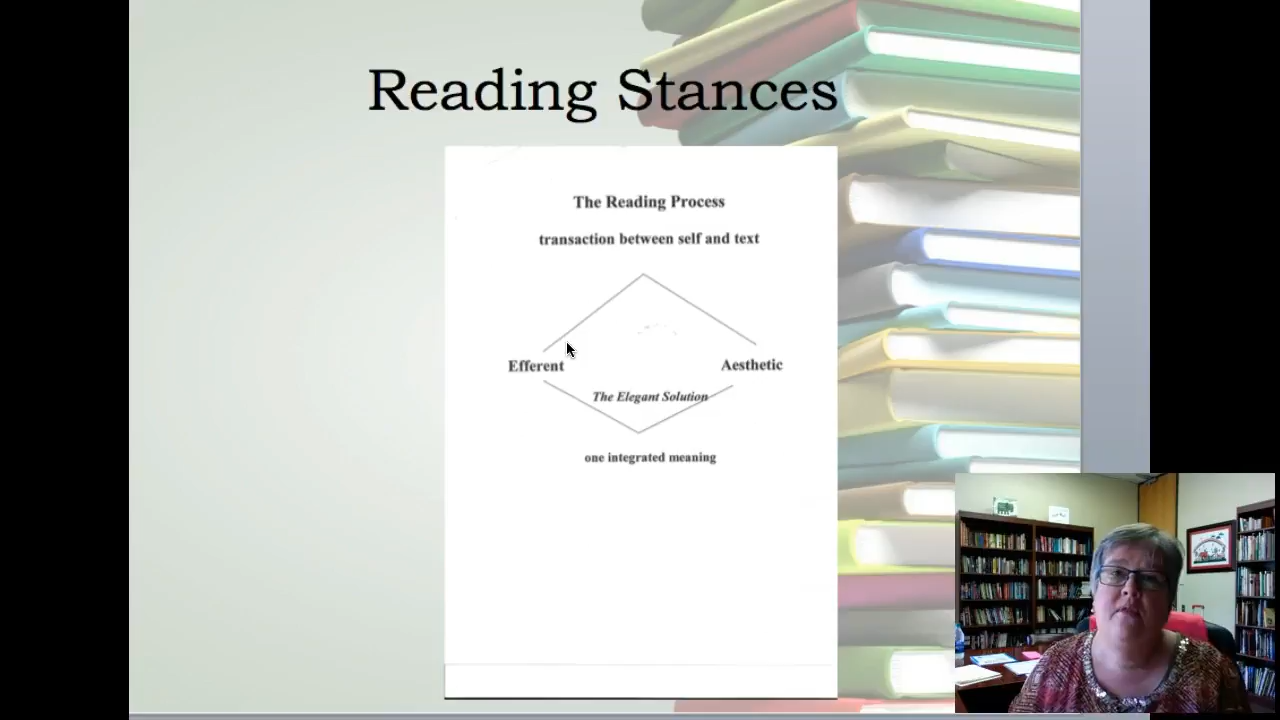 Reading Stances
The Reading Process
transaction between self and text
Efferent
Aesthetic
The Elegant Solution
one integrated meaning